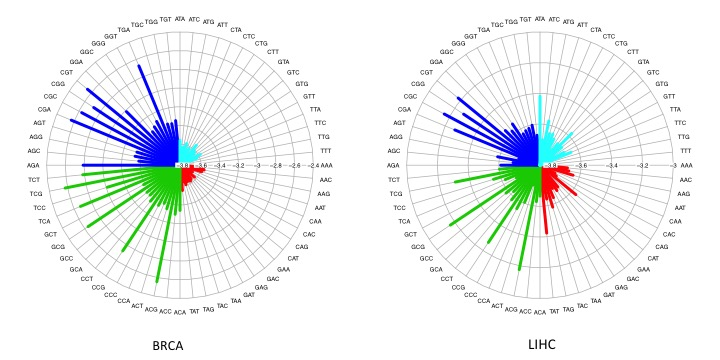 ATA
ATC
ATG
ATT
CTA
CTC
CTG
CTT
GTA
GTC
GTG
GTT
TTA
TTC
TTG
TTT
AAA
AAC
AAG
AAT
CAA
CAC
CAG
CAT
GAA
GAC
GAG
GAT
TAA
TAC
TAG
TAT
ACA
ACC
ACG
ACT
CCA
CCC
CCG
CCT
GCA
GCC
GCG
GCT
TCA
TCC
TCG
TCT
AGA
AGC
AGG
AGT
CGA
CGC
CGG
CGT
GGA
GGC
GGG
GGT
TGA
TGC
TGG
TGT
-3.8 -3.6 -3.4 -3.2 -3 -2.8 -2.6 -2.4
BRCA
ATA
ATC
ATG
ATT
CTA
CTC
CTG
CTT
GTA
GTC
GTG
GTT
TTA
TTC
TTG
TTT
AAA
AAC
AAG
AAT
CAA
CAC
CAG
CAT
GAA
GAC
GAG
GAT
TAA
TAC
TAG
TAT
ACA
ACC
ACG
ACT
CCA
CCC
CCG
CCT
GCA
GCC
GCG
GCT
TCA
TCC
TCG
TCT
AGA
AGC
AGG
AGT
CGA
CGC
CGG
CGT
GGA
GGC
GGG
GGT
TGA
TGC
TGG
TGT
-3.8 -3.4 -3.2 -3
LIHC